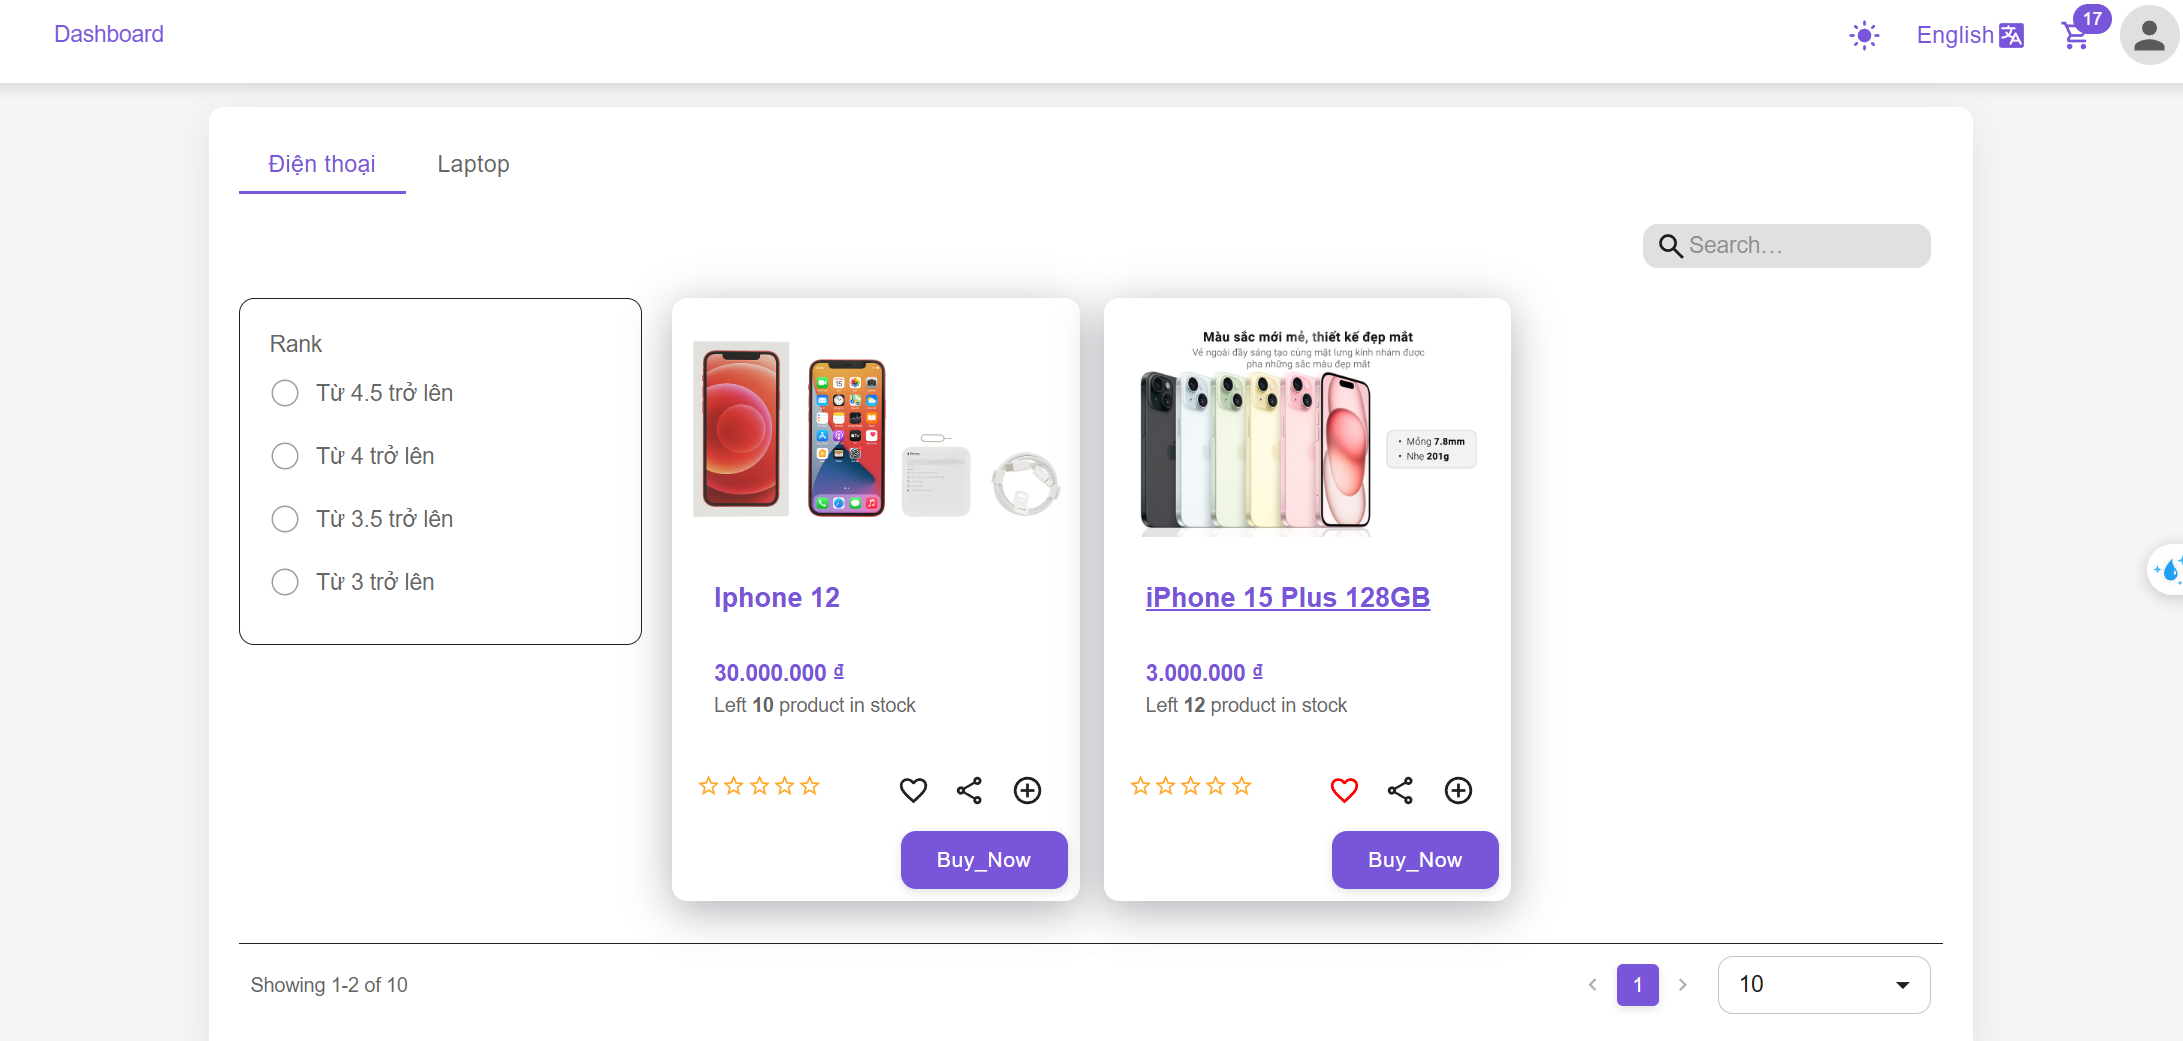 Dashboard
English
17
Điện thoại
Laptop
Search...
Rank
Từ 4.5 trở lên
Từ 4 trở lên
Từ 3.5 trở lên
Từ 3 trở lên
Iphone 12
30.000.000 ₫
Left 10 product in stock
Buy_Now
Màu sắc mới mẻ, thiết kế đẹp mắt
Vẻ ngoài đầy sáng tạo cùng mặt lưng kính nhám được
pha những sắc màu đẹp mắt
• Mỏng 7.8mm
• Nhẹ 201g
iPhone 15 Plus 128GB
3.000.000 ₫
Left 12 product in stock
Buy_Now
Showing 1-2 of 10
1
10